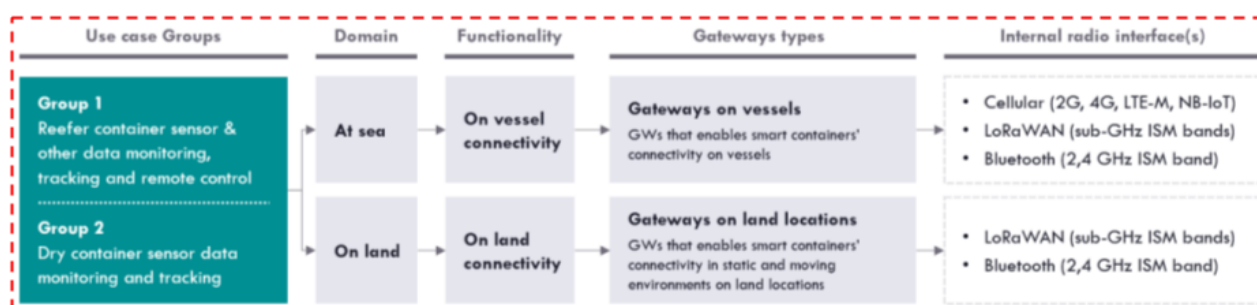 Use case Groups
Domain
Functionality
Gateways types
Internal radio interface(s)
Group 1
Reefer container sensor &
other data monitoring,
tracking and remote control
Group 2
Dry container sensor data
monitoring and tracking
At sea
On vessel
connectivity
Gateways on vessels
GWs that enables smart containers'
connectivity on vessels
• Cellular (2G, 4G, LTE-M, NB-IoT)
• LoRaWAN (sub-GHz ISM bands)
• Bluetooth (2,4 GHz ISM band)
On land
On land
connectivity
Gateways on land locations
GWs that enables smart containers'
connectivity in static and moving
environments on land locations
• LoRaWAN (sub-GHz ISM bands)
• Bluetooth (2,4 GHz ISM band)